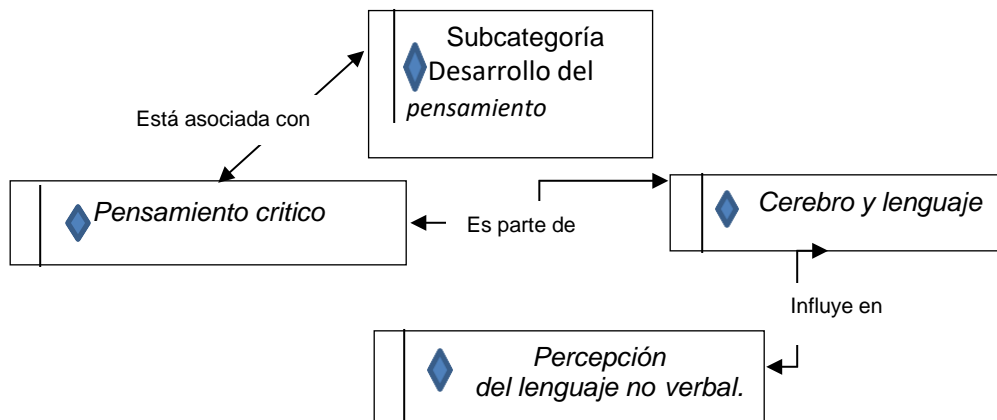 Subcategoría
Desarrollo del
pensamiento
Está asociada con
Pensamiento critico
Es parte de
Cerebro y lenguaje
Influye en
Percepción
del lenguaje no verbal.